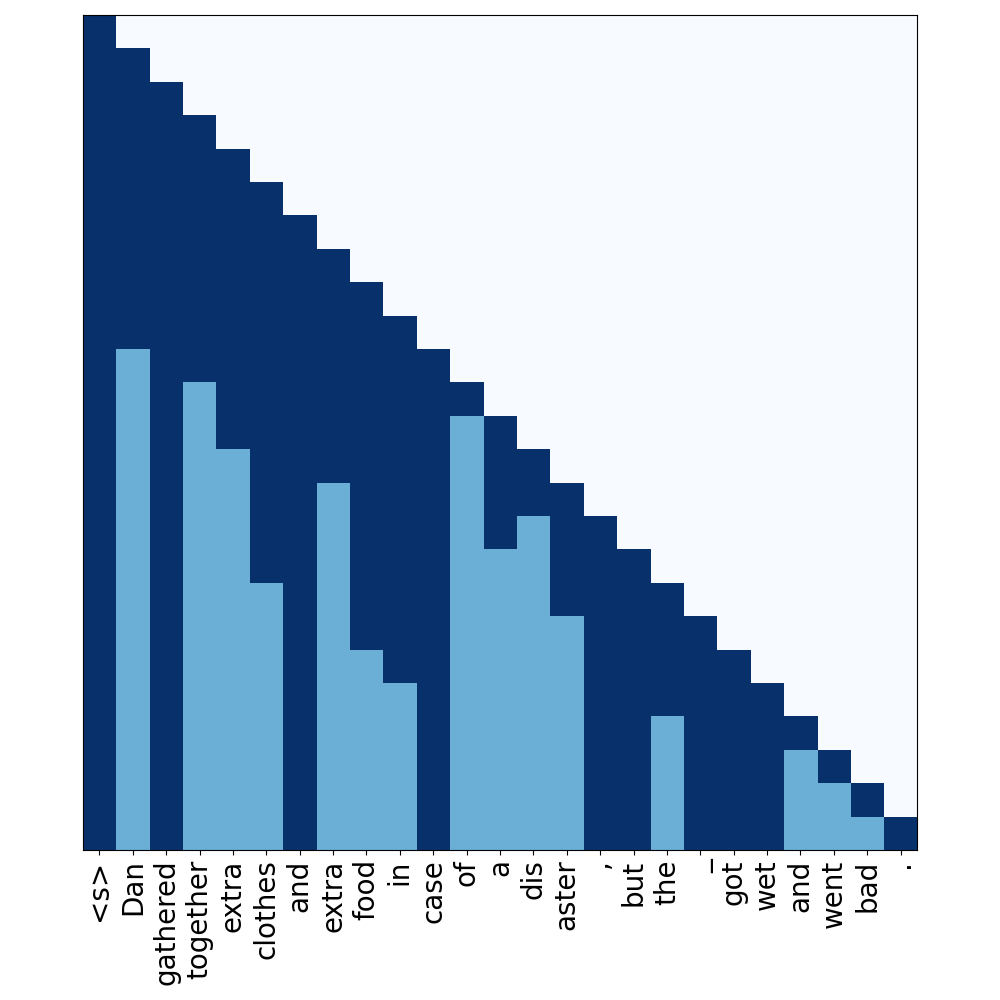 <s> Dan gathered together extra clothes and extra food in case of a dis aster , but the _ got wet and went bad .